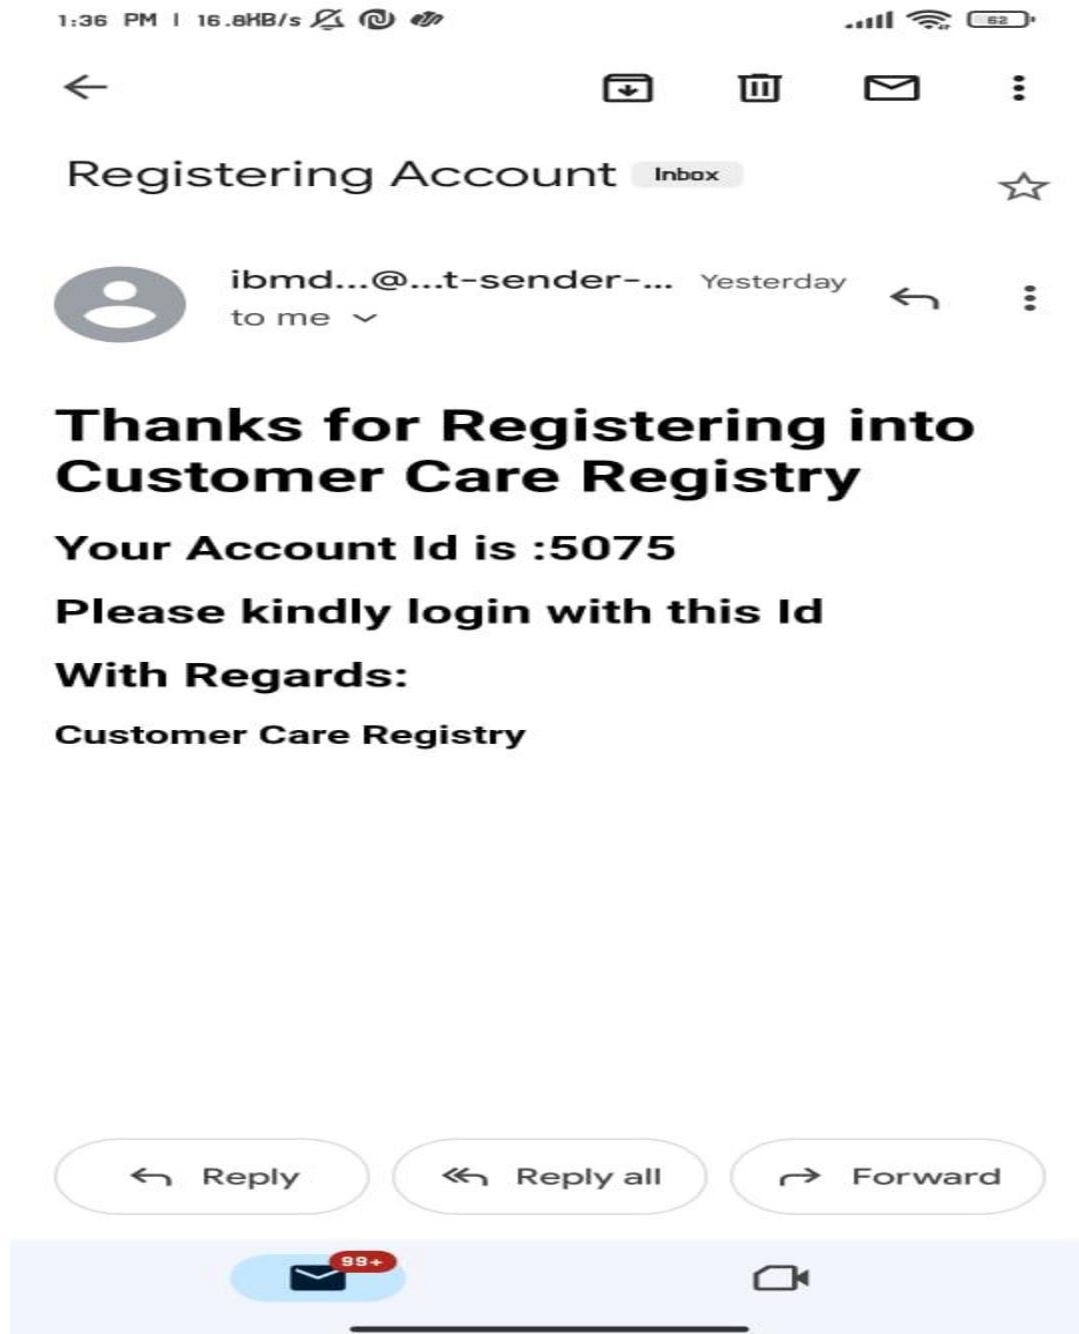 1:36 PM | 16.8KB/s
62
Registering Account Inbox
ibmd...@...t-sender-... Yesterday
to me
Thanks for Registering into
Customer Care Registry
Your Account Id is :5075
Please kindly login with this Id
With Regards:
Customer Care Registry
Reply Reply all Forward
99+